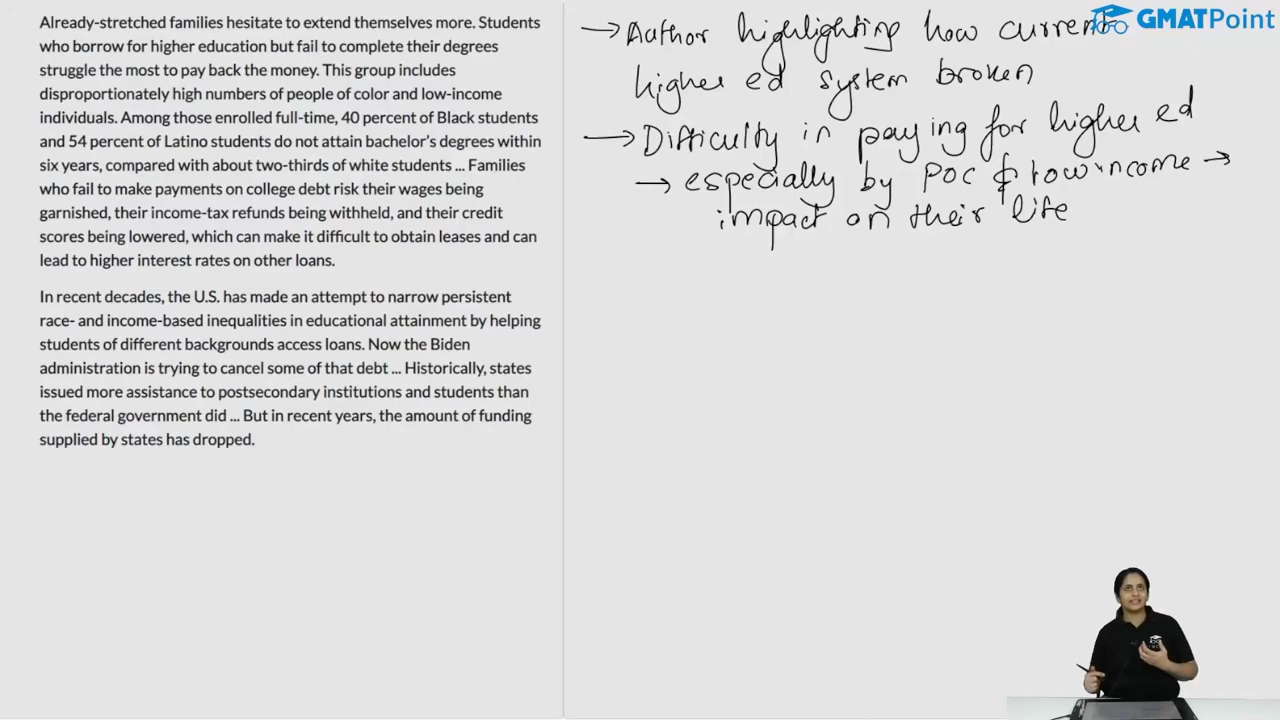 Already-stretched families hesitate to extend themselves more. Students
who borrow for higher education but fail to complete their degrees
struggle the most to pay back the money. This group includes
disproportionately high numbers of people of color and low-income
individuals. Among those enrolled full-time, 40 percent of Black students
and 54 percent of Latino students do not attain bachelor's degrees within
six years, compared with about two-thirds of white students ... Families
who fail to make payments on college debt risk their wages being
garnished, their income-tax refunds being withheld, and their credit
scores being lowered, which can make it difficult to obtain leases and can
lead to higher interest rates on other loans.
In recent decades, the U.S. has made an attempt to narrow persistent
race- and income-based inequalities in educational attainment by helping
students of different backgrounds access loans. Now the Biden
administration is trying to cancel some of that debt ... Historically, states
issued more assistance to postsecondary institutions and students than
the federal government did ... But in recent years, the amount of funding
supplied by states has dropped.
→ Author highlighting how current
higher ed system broken
→ Difficulty in paying for higher ed
→ especially by POC & low income →
impact on their life
GMATPoint